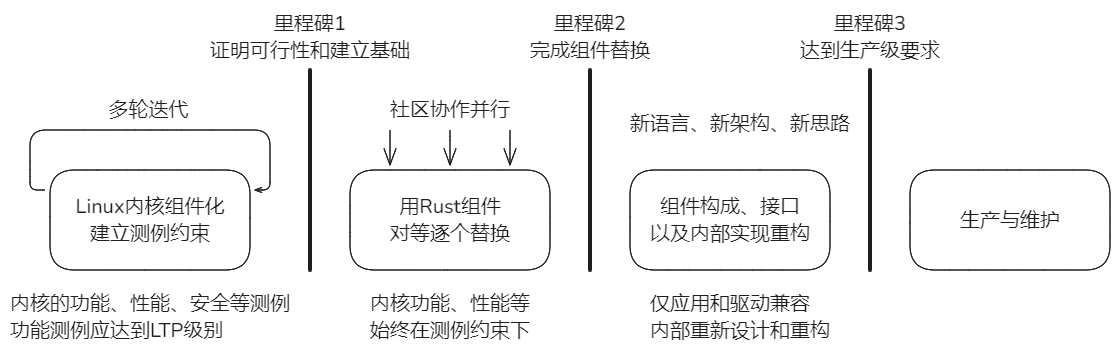 里程碑1
证明可行性和建立基础
里程碑2
完成组件替换
里程碑3
达到生产级要求
多轮迭代
社区协作并行
新语言、新架构、新思路
Linux内核组件化
建立测例约束
用Rust组件
对等逐个替换
组件构成、接口
以及内部实现重构
生产与维护
内核的功能、性能、安全等测例
功能测例应达到LTP级别
内核功能、性能等
始终在测例约束下
仅应用和驱动兼容
内部重新设计和重构